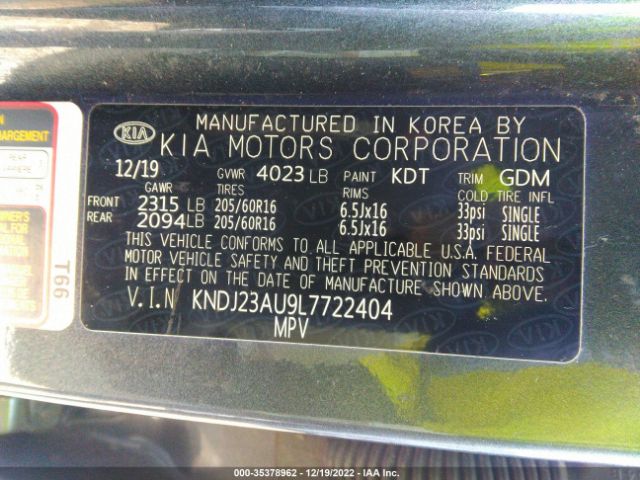 MANUFACTURED IN KOREA BY
KIA KIA MOTORS CORPORATION
12/19 GVWR 4023 LB PAINT KDT TRIM GDM
GAWR TIRES RIMS COLD TIRE INFL
FRONT 2315 LB 205/60R16 6.5Jx16 33psi SINGLE
REAR 2094LB 205/60R16 6.5Jx16 33psi SINGLE
THIS VEHICLE CONFORMS TO ALL APPLICABLE U.S.A. FEDERAL
MOTOR VEHICLE SAFETY AND THEFT PREVENTION STANDARDS
IN EFFECT ON THE DATE OF MANUFACTURE SHOWN ABOVE.
V.I.N KNDJ23AU9L7722404
MPV
REAR
T66
000-35378962 - 12/19/2022 - IAA Inc.